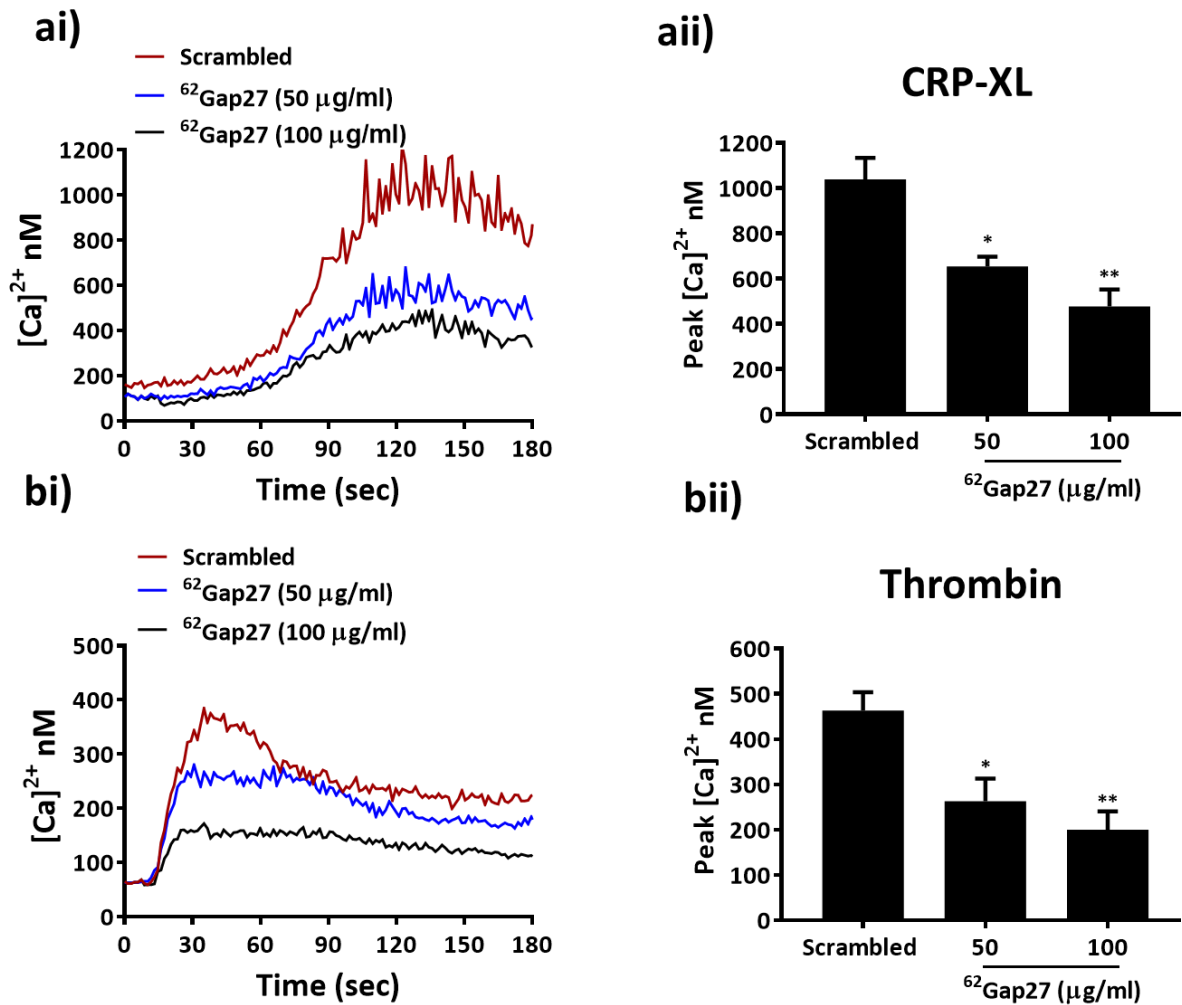 ai)
Scrambled
⁶²Gap27 (50 μg/ml)
⁶²Gap27 (100 μg/ml)
1200
1000
800
600
400
200
0
[Ca]²⁺ nM
0 30 60 90 120 150 180
Time (sec)
aii)
CRP-XL
1200
1000
800
600
400
200
0
Peak [Ca]²⁺ nM
*
**
Scrambled 50 100
⁶²Gap27 (μg/ml)
bi)
Scrambled
⁶²Gap27 (50 μg/ml)
⁶²Gap27 (100 μg/ml)
500
400
300
200
100
0
[Ca]²⁺ nM
0 30 60 90 120 150 180
Time (sec)
bii)
Thrombin
600
500
400
300
200
100
0
Peak [Ca]²⁺ nM
*
**
Scrambled 50 100
⁶²Gap27 (μg/ml)